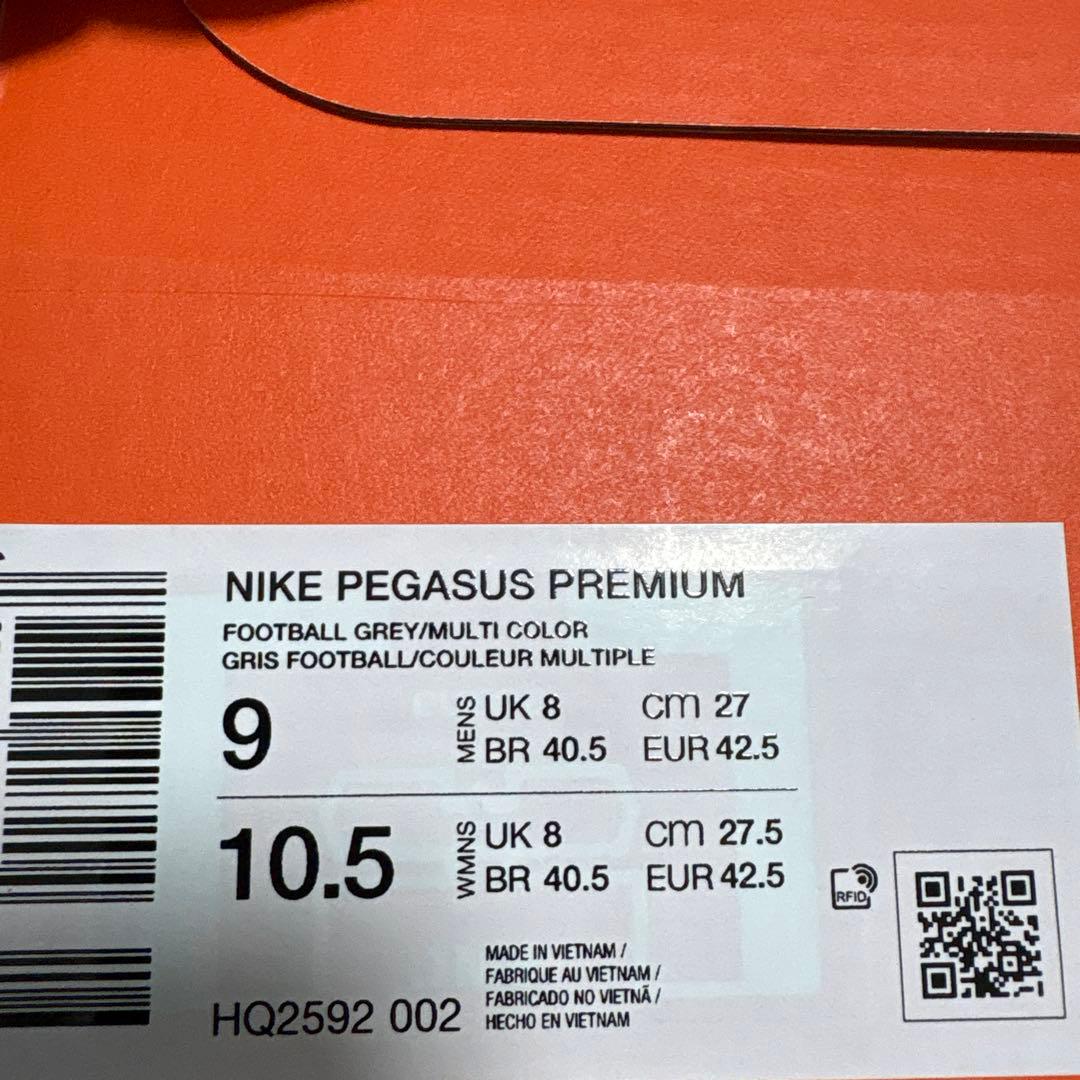 NIKE PEGASUS PREMIUM
FOOTBALL GREY/MULTI COLOR
GRIS FOOTBALL/COULEUR MULTIPLE
9 MENS UK 8 CM 27
BR 40.5 EUR 42.5
10.5 WMNS UK 8 CM 27.5
BR 40.5 EUR 42.5
RFID
MADE IN VIETNAM /
FABRIQUE AU VIETNAM /
FABRICADO NO VIETNÃ /
HECHO EN VIETNAM
HQ2592 002